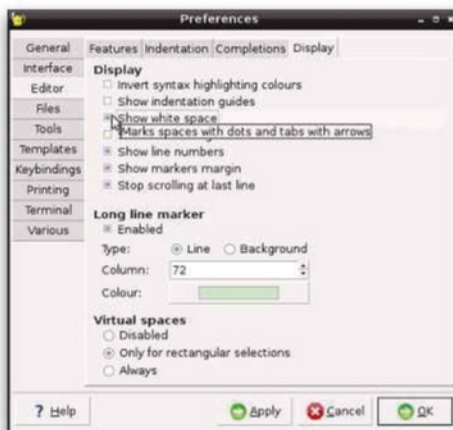 Preferences
General
Interface
Editor
Files
Tools
Templates
Keybindings
Printing
Terminal
Various
Features Indentation Completions Display
Display
Invert syntax highlighting colours
Show indentation guides
Show white space
Marks spaces with dots and tabs with arrows
Show line numbers
Show markers margin
Stop scrolling at last line
Long line marker
Enabled
Type: Line Background
Column: 72
Colour:
Virtual spaces
Disabled
Only for rectangular selections
Always
? Help Apply Cancel OK